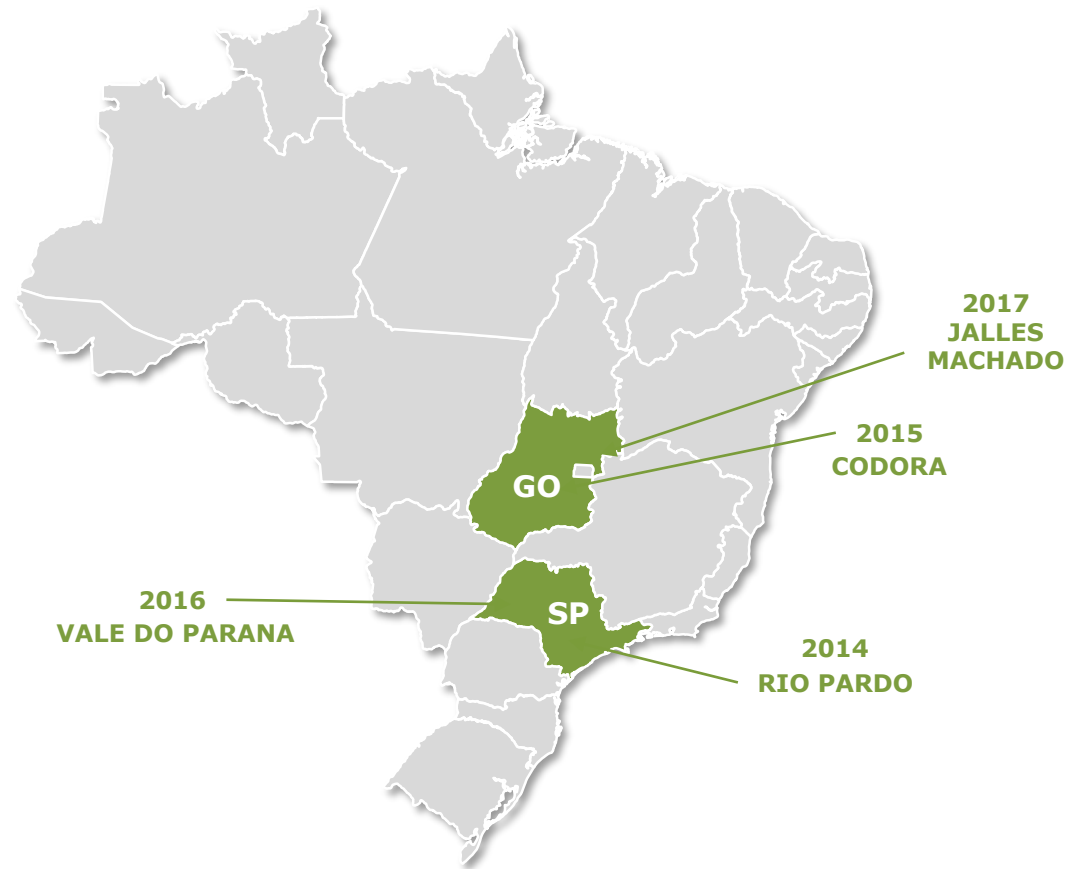 2017
JALLES
MACHADO
2015
CODORA
GO
2016
VALE DO PARANA
SP
2014
RIO PARDO